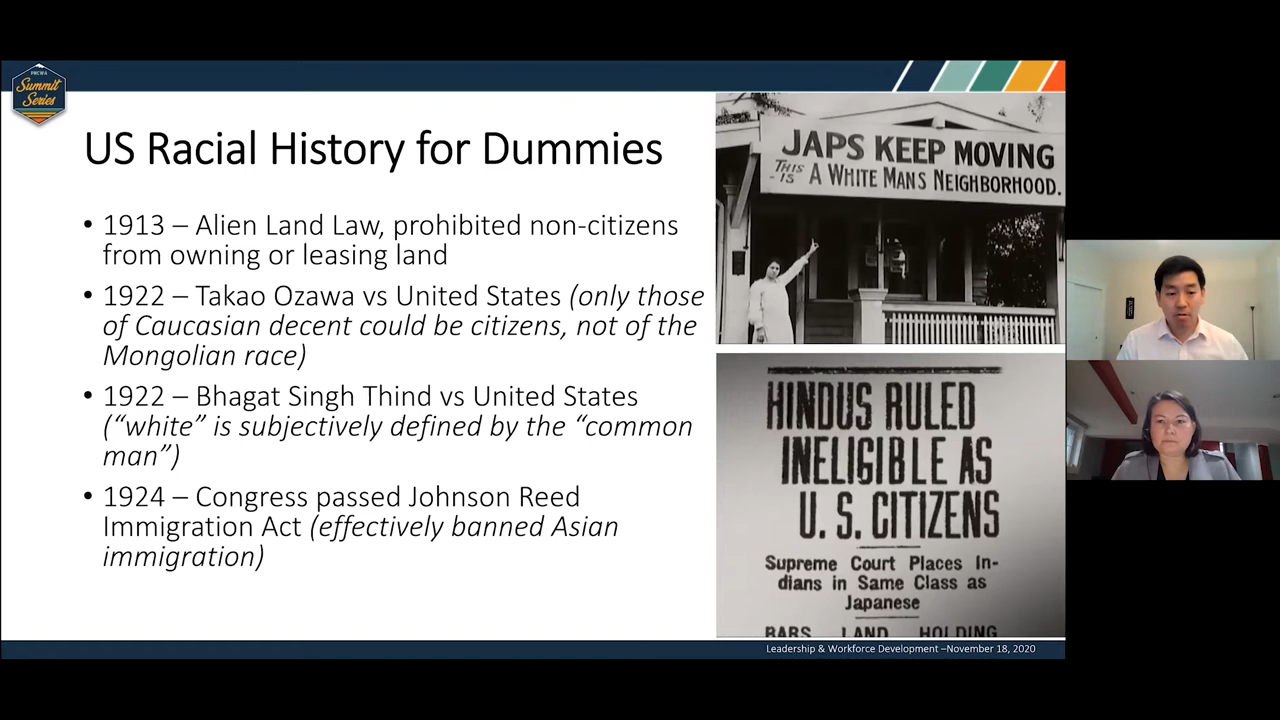 PNCWA
Summit
Series
US Racial History for Dummies
• 1913 – Alien Land Law, prohibited non-citizens
from owning or leasing land
• 1922 – Takao Ozawa vs United States (only those
of Caucasian decent could be citizens, not of the
Mongolian race)
• 1922 – Bhagat Singh Thind vs United States
(“white” is subjectively defined by the “common
man”)
• 1924 – Congress passed Johnson Reed
Immigration Act (effectively banned Asian
immigration)
JAPS KEEP MOVING
THIS IS A WHITE MANS NEIGHBORHOOD.
HINDUS RULED
INELIGIBLE AS
U. S. CITIZENS
Supreme Court Places In-
dians in Same Class as
Japanese
BARS LAND HOLDING
Leadership & Workforce Development –November 18, 2020